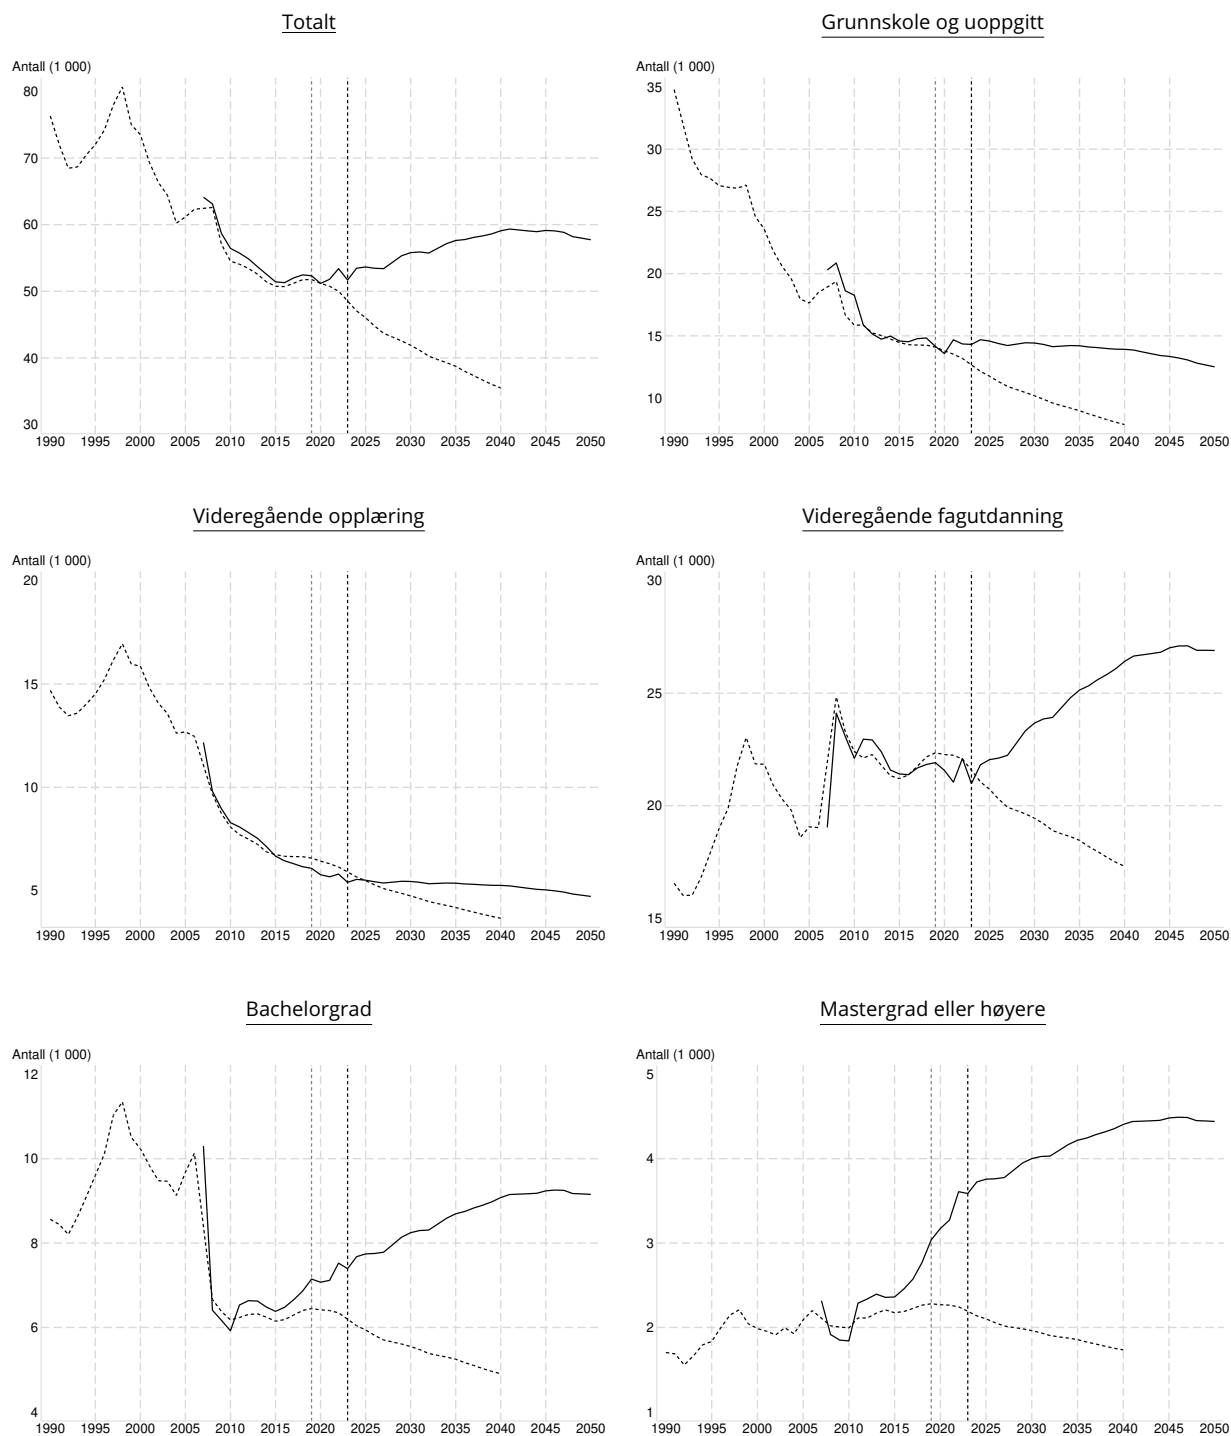 Totalt
Antall (1 000)
80
70
60
50
40
30
1990 1995 2000 2005 2010 2015 2020 2025 2030 2035 2040 2045 2050
Grunnskole og uoppgitt
Antall (1 000)
35
30
25
20
15
10
1990 1995 2000 2005 2010 2015 2020 2025 2030 2035 2040 2045 2050
Videregående opplæring
Antall (1 000)
20
15
10
5
1990 1995 2000 2005 2010 2015 2020 2025 2030 2035 2040 2045 2050
Videregående fagutdanning
Antall (1 000)
30
25
20
15
1990 1995 2000 2005 2010 2015 2020 2025 2030 2035 2040 2045 2050
Bachelorgrad
Antall (1 000)
12
10
8
6
4
1990 1995 2000 2005 2010 2015 2020 2025 2030 2035 2040 2045 2050
Mastergrad eller høyere
Antall (1 000)
5
4
3
2
1
1990 1995 2000 2005 2010 2015 2020 2025 2030 2035 2040 2045 2050